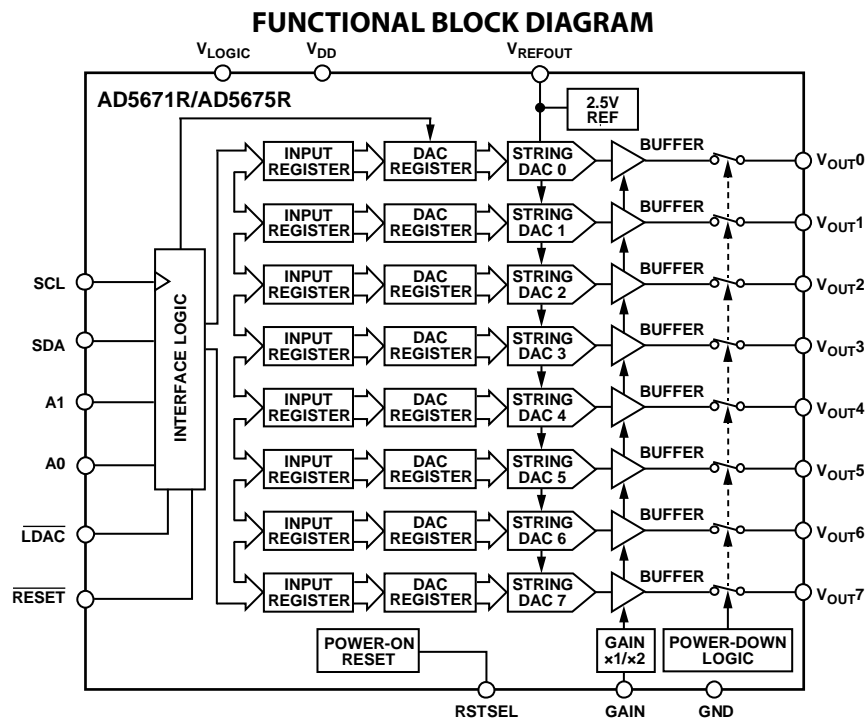 FUNCTIONAL BLOCK DIAGRAM
VLOGIC
VDD
VREFOUT
AD5671R/AD5675R
2.5V
REF
INPUT
REGISTER
DAC
REGISTER
STRING
DAC 0
BUFFER
VOUT0
INPUT
REGISTER
DAC
REGISTER
STRING
DAC 1
BUFFER
VOUT1
SCL
INPUT
REGISTER
DAC
REGISTER
STRING
DAC 2
BUFFER
VOUT2
SDA
INTERFACE LOGIC
INPUT
REGISTER
DAC
REGISTER
STRING
DAC 3
BUFFER
VOUT3
A1
INPUT
REGISTER
DAC
REGISTER
STRING
DAC 4
BUFFER
VOUT4
A0
INPUT
REGISTER
DAC
REGISTER
STRING
DAC 5
BUFFER
VOUT5
LDAC
INPUT
REGISTER
DAC
REGISTER
STRING
DAC 6
BUFFER
VOUT6
RESET
INPUT
REGISTER
DAC
REGISTER
STRING
DAC 7
BUFFER
VOUT7
POWER-ON
RESET
GAIN
×1/×2
POWER-DOWN
LOGIC
RSTSEL
GAIN
GND